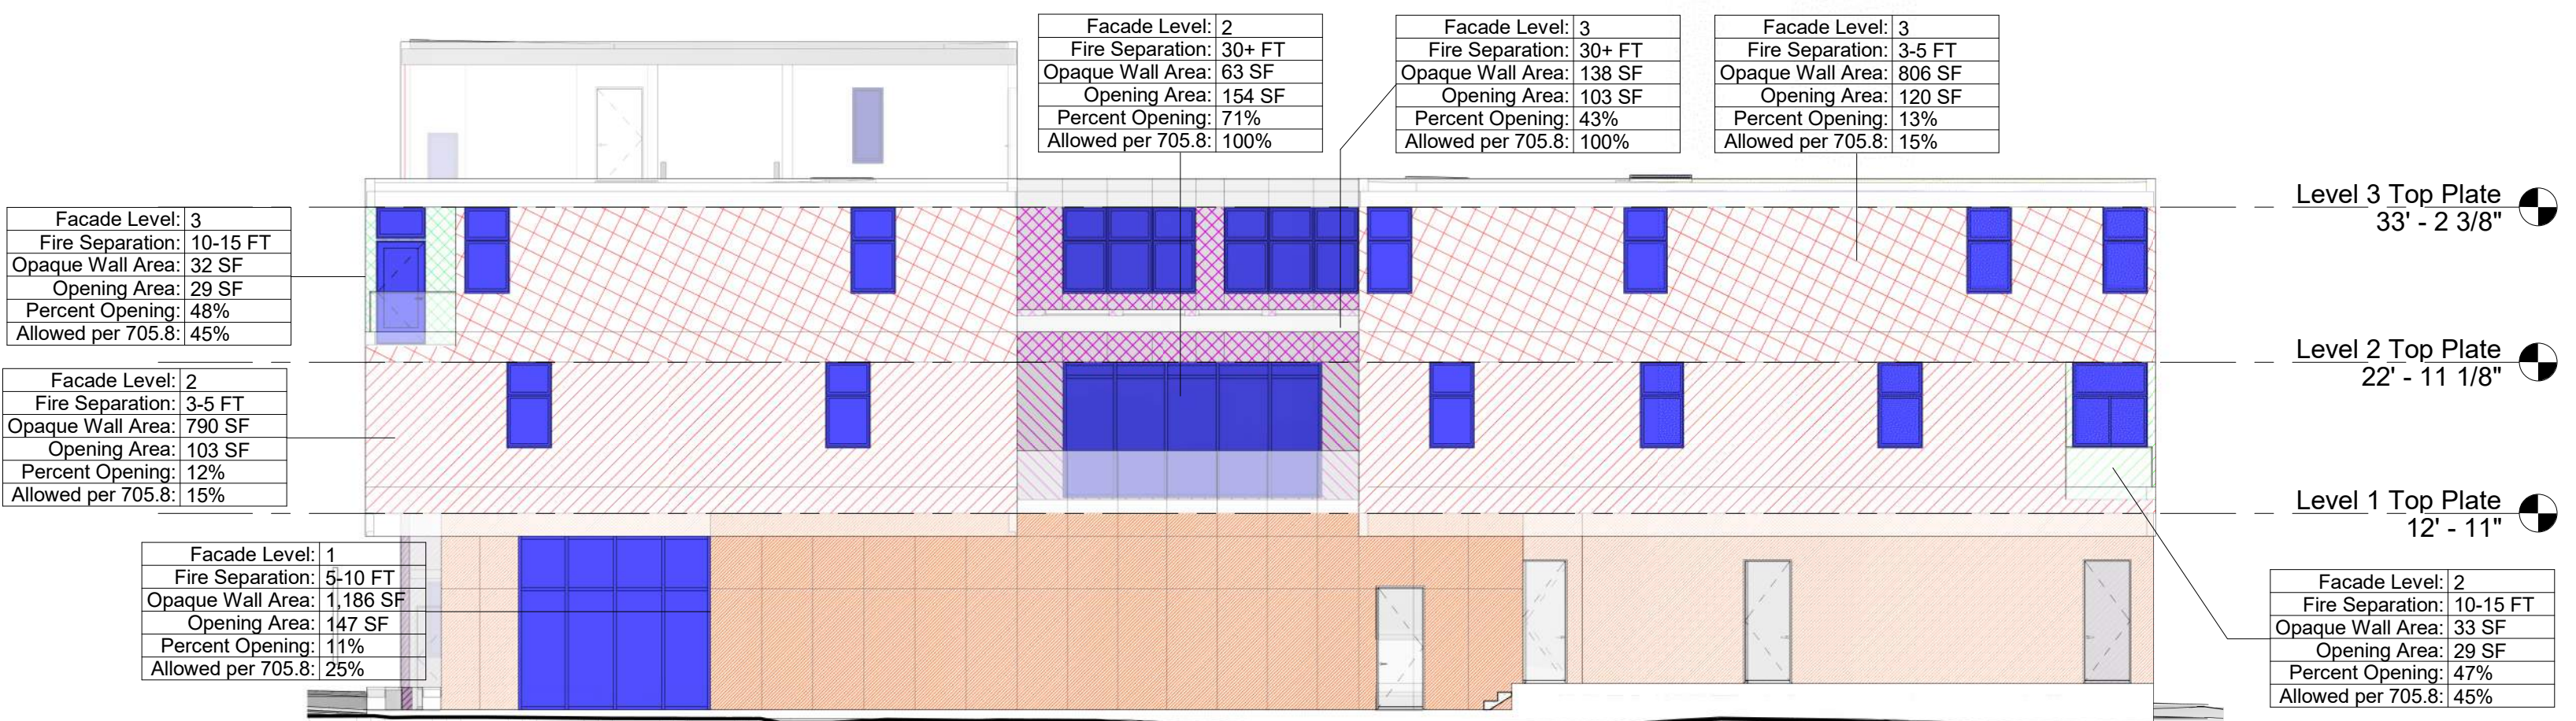 Facade Level: 2
Fire Separation: 30+ FT
Opaque Wall Area: 63 SF
Opening Area: 154 SF
Percent Opening: 71%
Allowed per 705.8: 100%
Facade Level: 3
Fire Separation: 30+ FT
Opaque Wall Area: 138 SF
Opening Area: 103 SF
Percent Opening: 43%
Allowed per 705.8: 100%
Facade Level: 3
Fire Separation: 3-5 FT
Opaque Wall Area: 806 SF
Opening Area: 120 SF
Percent Opening: 13%
Allowed per 705.8: 15%
Facade Level: 3
Fire Separation: 10-15 FT
Opaque Wall Area: 32 SF
Opening Area: 29 SF
Percent Opening: 48%
Allowed per 705.8: 45%
Level 3 Top Plate
33' - 2 3/8"
Facade Level: 2
Fire Separation: 3-5 FT
Opaque Wall Area: 790 SF
Opening Area: 103 SF
Percent Opening: 12%
Allowed per 705.8: 15%
Level 2 Top Plate
22' - 11 1/8"
Level 1 Top Plate
12' - 11"
Facade Level: 1
Fire Separation: 5-10 FT
Opaque Wall Area: 1,186 SF
Opening Area: 147 SF
Percent Opening: 11%
Allowed per 705.8: 25%
Facade Level: 2
Fire Separation: 10-15 FT
Opaque Wall Area: 33 SF
Opening Area: 29 SF
Percent Opening: 47%
Allowed per 705.8: 45%